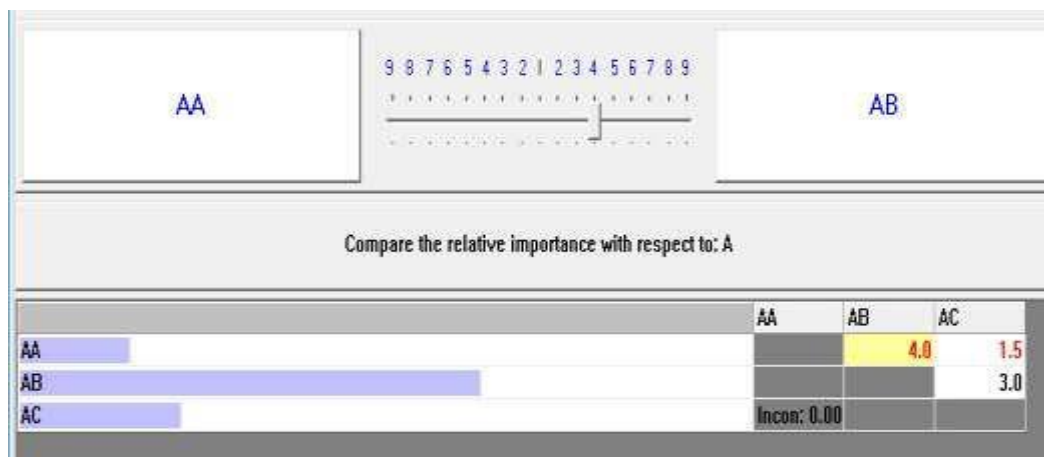 9 8 7 6 5 4 3 2 1 2 3 4 5 6 7 8 9
AA AB
Compare the relative importance with respect to: A
AA AB AC
AA 4.0 1.5
AB 3.0
AC Incon: 0.00